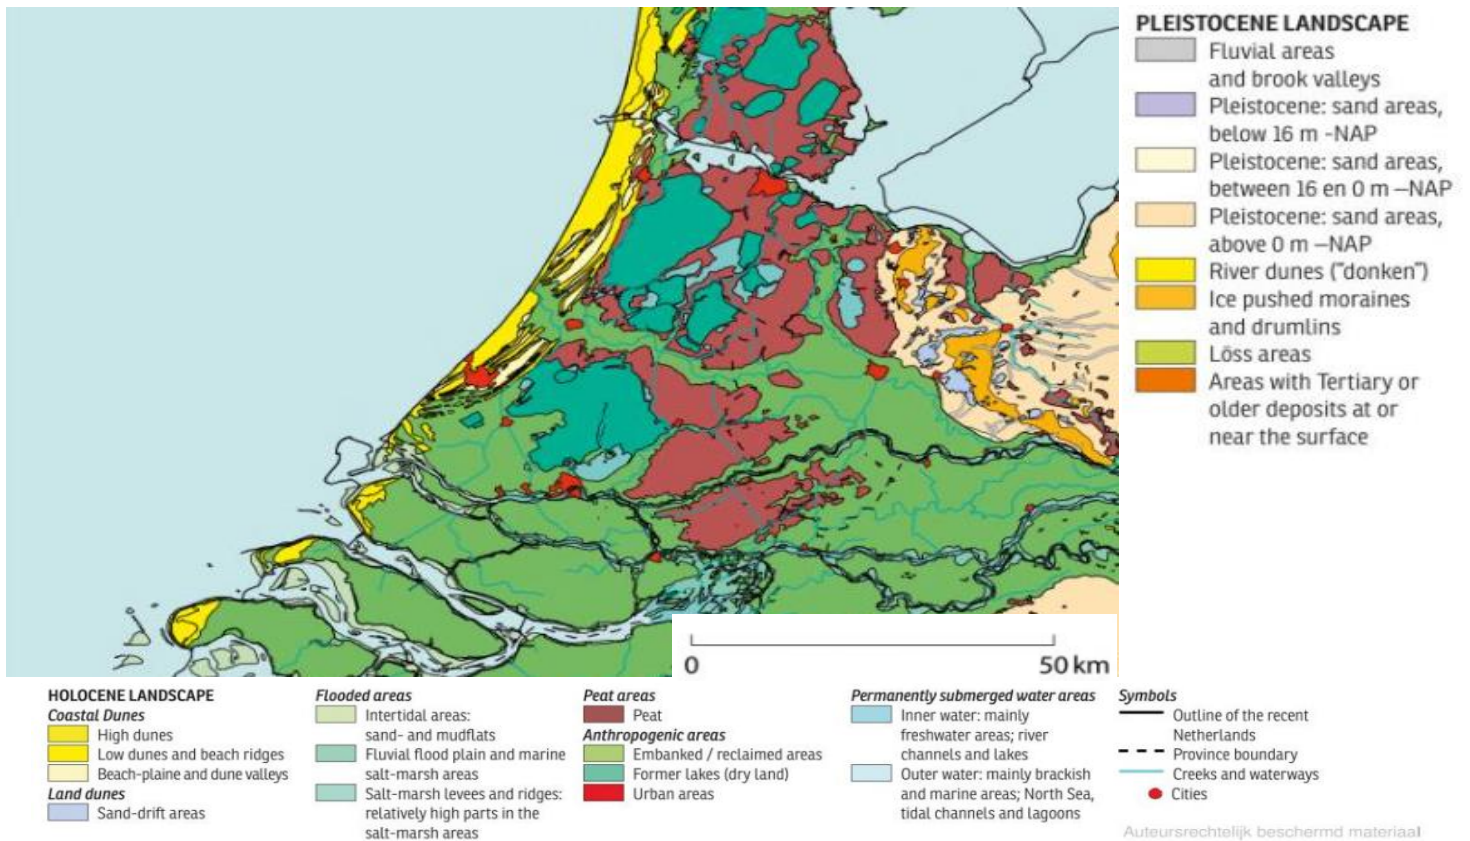 PLEISTOCENE LANDSCAPE
Fluvial areas
and brook valleys
Pleistocene: sand areas,
below 16 m -NAP
Pleistocene: sand areas,
between 16 en 0 m –NAP
Pleistocene: sand areas,
above 0 m –NAP
River dunes ("donken")
Ice pushed moraines
and drumlins
Löss areas
Areas with Tertiary or
older deposits at or
near the surface
0 50 km
HOLOCENE LANDSCAPE
Coastal Dunes
High dunes
Low dunes and beach ridges
Beach-plaine and dune valleys
Land dunes
Sand-drift areas
Flooded areas
Intertidal areas:
sand- and mudflats
Fluvial flood plain and marine
salt-marsh areas
Salt-marsh levees and ridges:
relatively high parts in the
salt-marsh areas
Peat areas
Peat
Anthropogenic areas
Embanked / reclaimed areas
Former lakes (dry land)
Urban areas
Permanently submerged water areas
Inner water: mainly
freshwater areas; river
channels and lakes
Outer water: mainly brackish
and marine areas; North Sea,
tidal channels and lagoons
Symbols
Outline of the recent
Netherlands
Province boundary
Creeks and waterways
Cities
Auteursrechtelijk beschermd materiaal